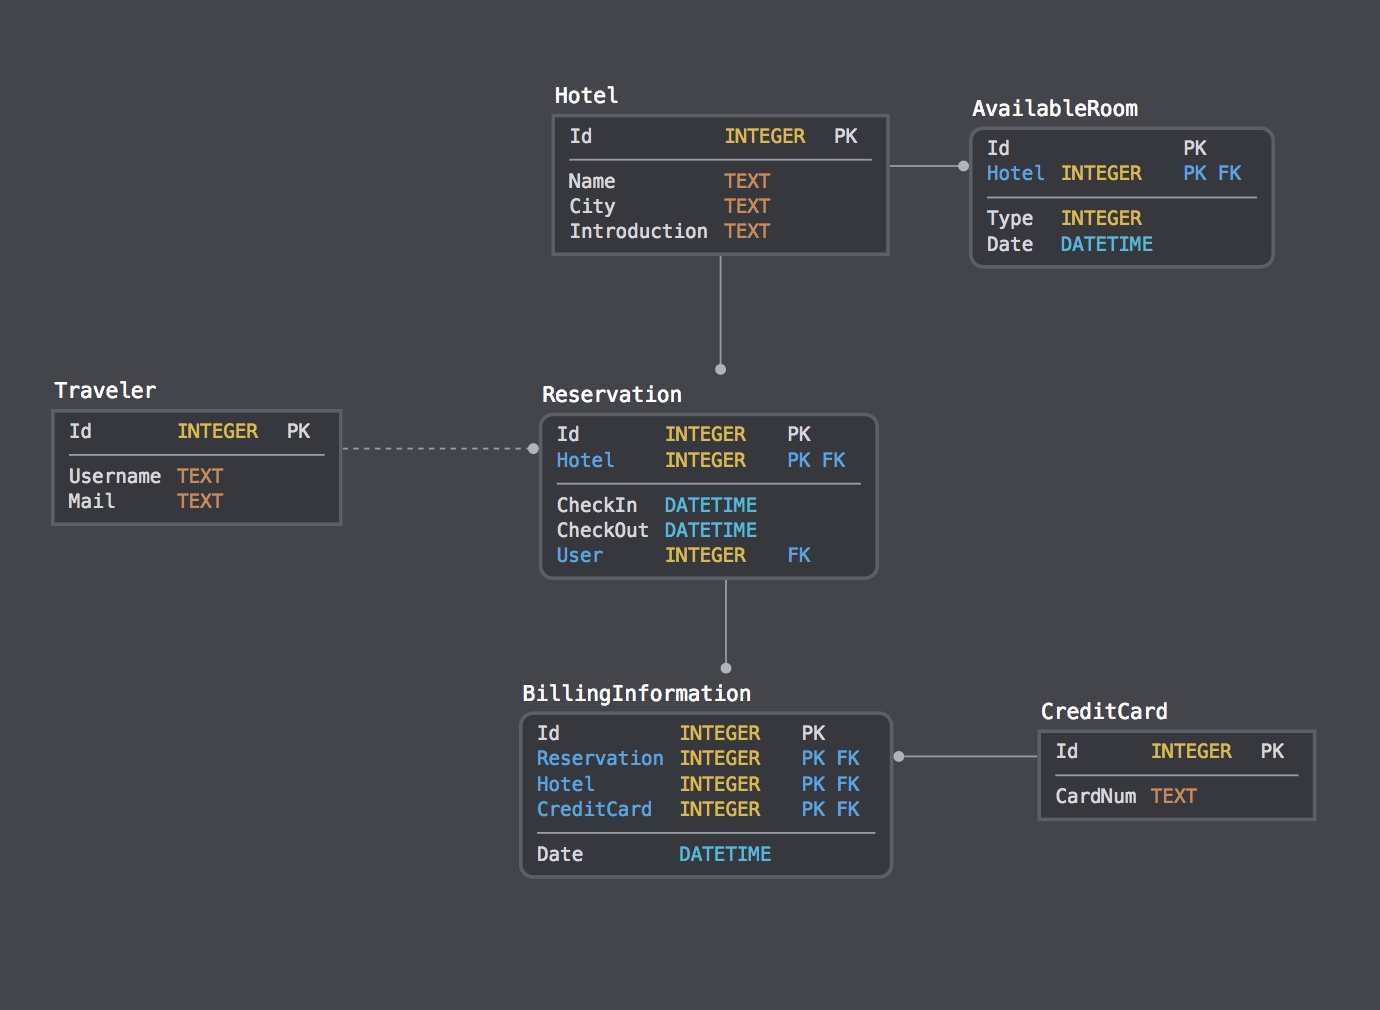 Hotel
Id INTEGER PK
Name TEXT
City TEXT
Introduction TEXT
AvailableRoom
Id PK
Hotel INTEGER PK FK
Type INTEGER
Date DATETIME
Traveler
Id INTEGER PK
Username TEXT
Mail TEXT
Reservation
Id INTEGER PK
Hotel INTEGER PK FK
CheckIn DATETIME
CheckOut DATETIME
User INTEGER FK
BillingInformation
Id INTEGER PK
Reservation INTEGER PK FK
Hotel INTEGER PK FK
CreditCard INTEGER PK FK
Date DATETIME
CreditCard
Id INTEGER PK
CardNum TEXT